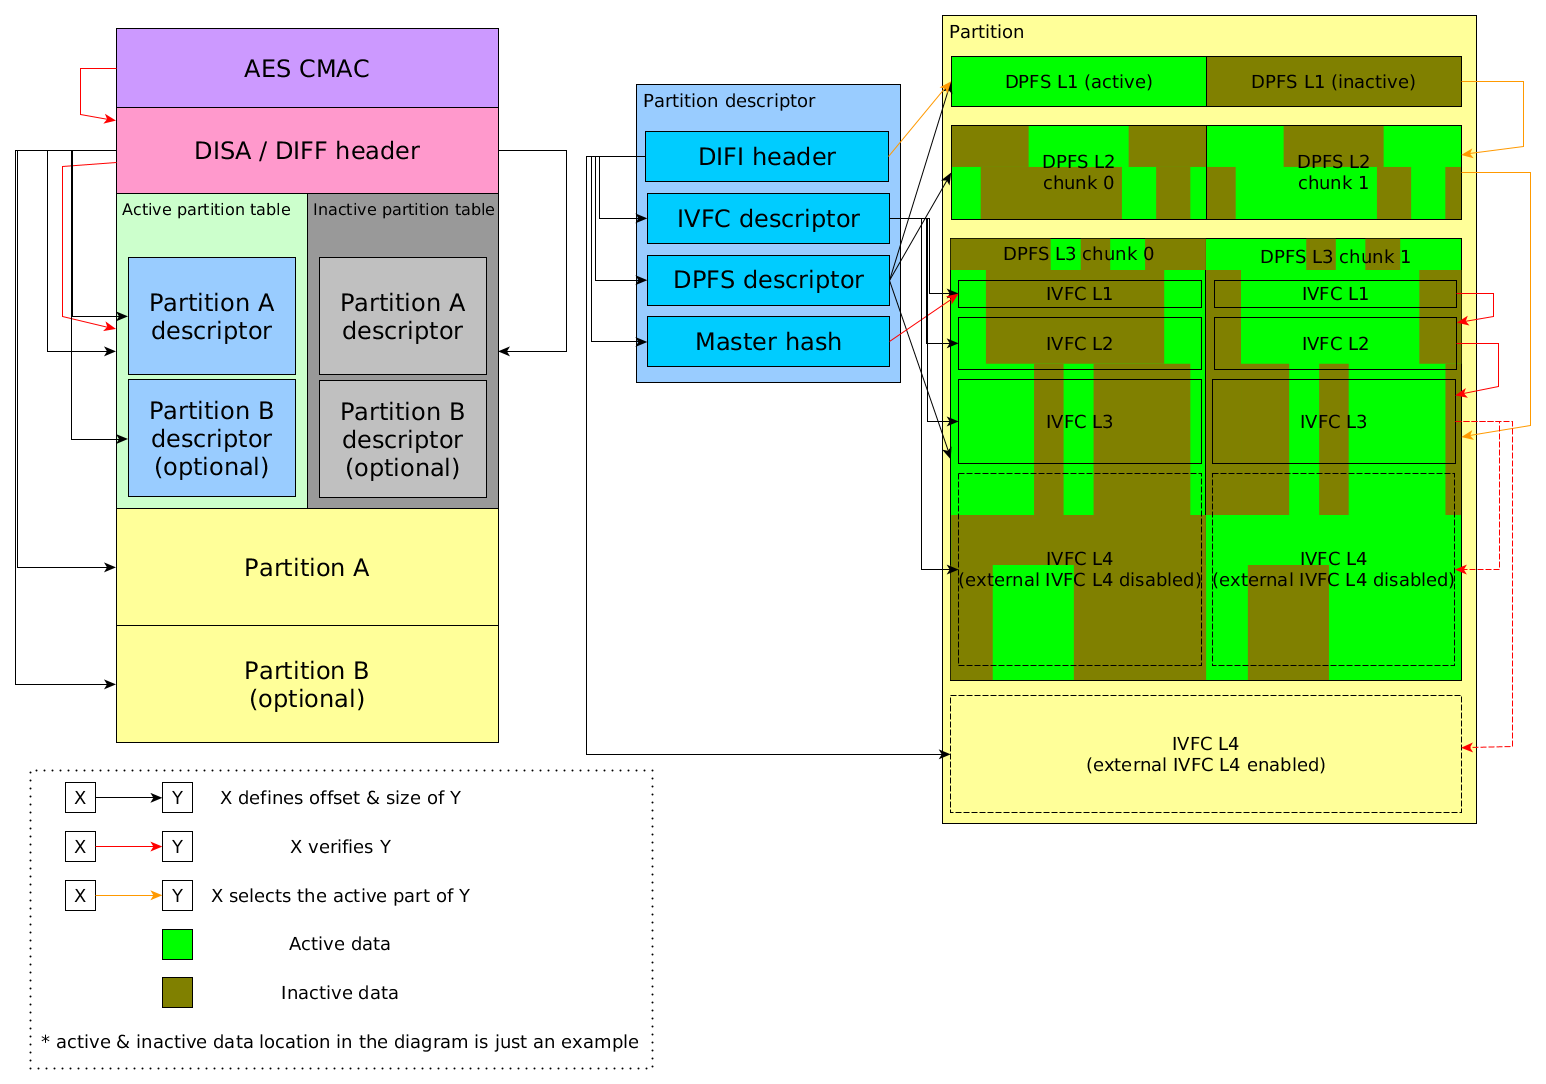 AES CMAC
DISA / DIFF header
Active partition table
Inactive partition table
Partition A
descriptor
Partition A
descriptor
Partition B
descriptor
(optional)
Partition B
descriptor
(optional)
Partition A
Partition B
(optional)
Partition descriptor
DIFI header
IVFC descriptor
DPFS descriptor
Master hash
Partition
DPFS L1 (active)
DPFS L1 (inactive)
DPFS L2
chunk 0
DPFS L2
chunk 1
DPFS L3 chunk 0
DPFS L3 chunk 1
IVFC L1
IVFC L1
IVFC L2
IVFC L2
IVFC L3
IVFC L3
IVFC L4
(external IVFC L4 disabled)
IVFC L4
(external IVFC L4 disabled)
IVFC L4
(external IVFC L4 enabled)
X Y X defines offset & size of Y
X Y X verifies Y
X Y X selects the active part of Y
Active data
Inactive data
* active & inactive data location in the diagram is just an example